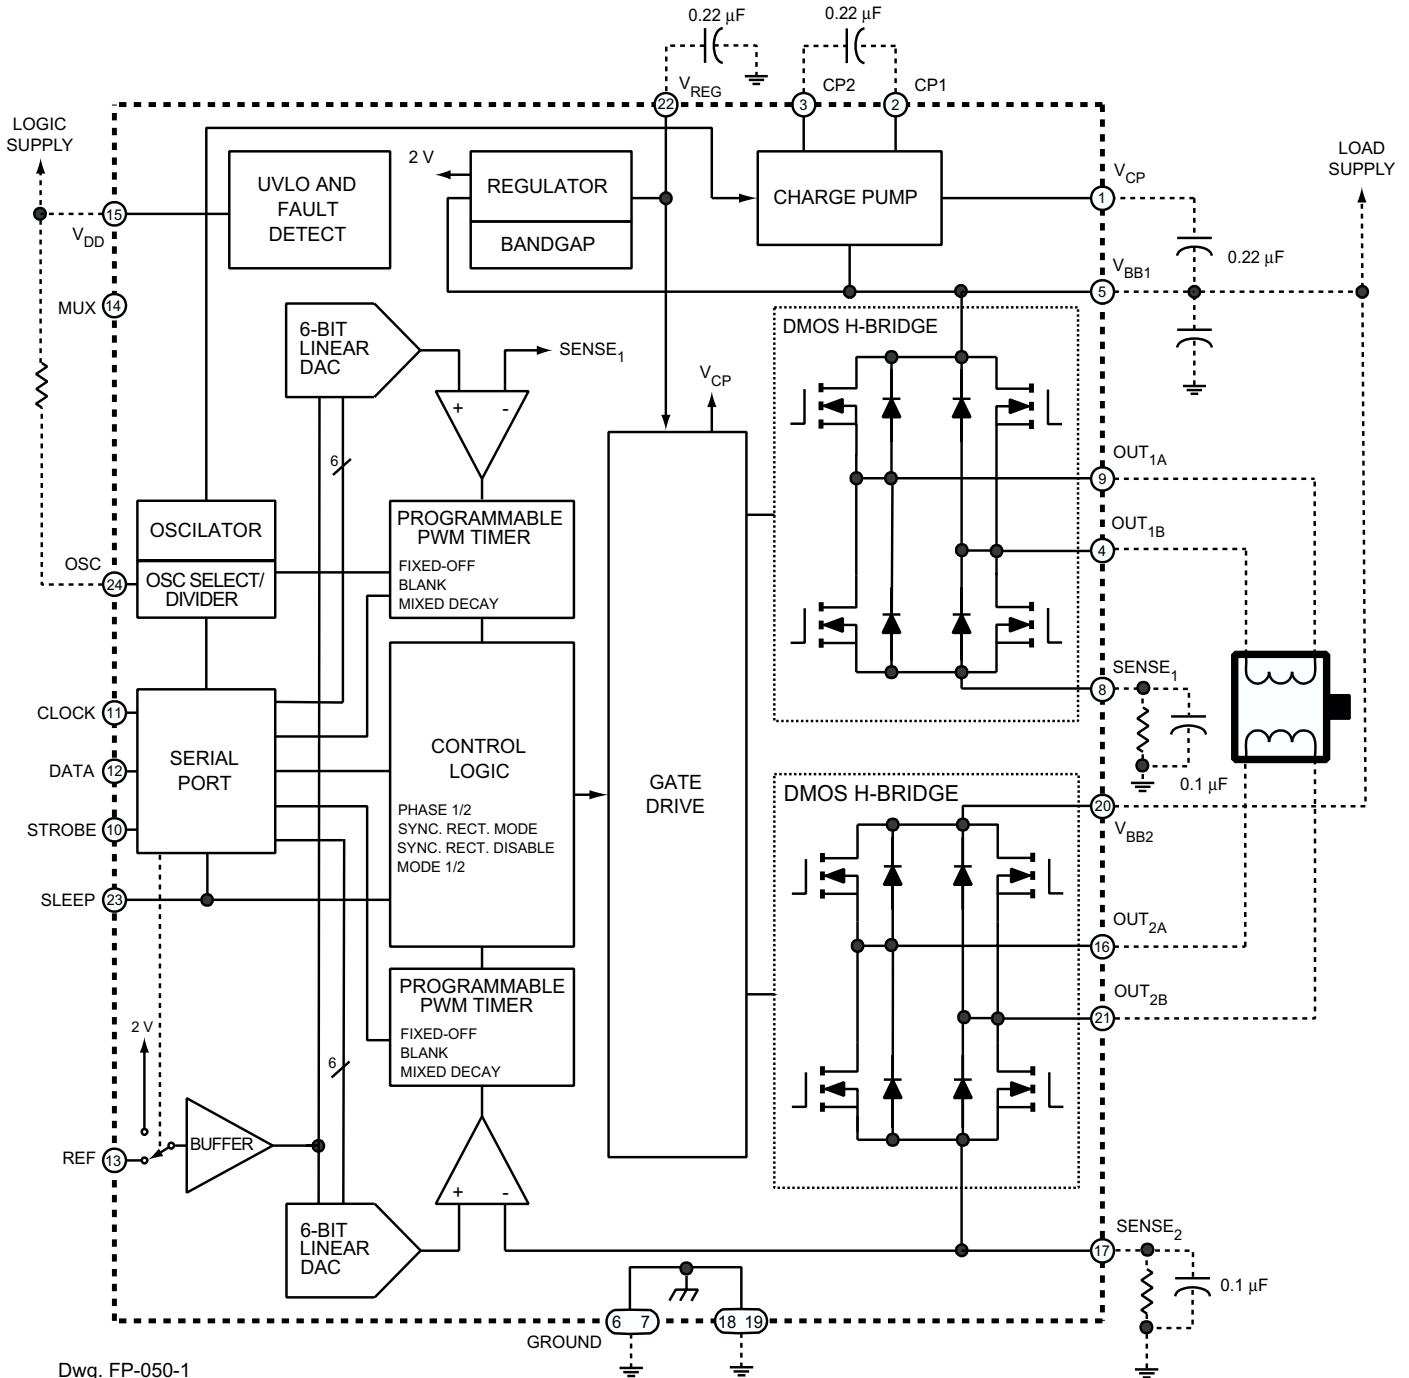 0.22 μF
0.22 μF
V_REG
22
3
CP2
2
CP1
LOGIC
SUPPLY
LOAD
SUPPLY
UVLO AND
FAULT
DETECT
2 V
REGULATOR
BANDGAP
CHARGE PUMP
V_CP
1
15
V_DD
0.22 μF
V_BB1
5
MUX
14
6-BIT
LINEAR
DAC
SENSE_1
+ -
V_CP
DMOS H-BRIDGE
6
OUT_1A
9
OUT_1B
4
OSCILATOR
OSC SELECT/
DIVIDER
OSC
24
PROGRAMMABLE
PWM TIMER
FIXED-OFF
BLANK
MIXED DECAY
SENSE_1
8
0.1 μF
CLOCK
11
DATA
12
STROBE
10
SLEEP
23
SERIAL
PORT
CONTROL
LOGIC
PHASE 1/2
SYNC. RECT. MODE
SYNC. RECT. DISABLE
MODE 1/2
GATE
DRIVE
DMOS H-BRIDGE
20
V_BB2
OUT_2A
16
OUT_2B
21
PROGRAMMABLE
PWM TIMER
FIXED-OFF
BLANK
MIXED DECAY
2 V
6
REF
13
BUFFER
+ -
6-BIT
LINEAR
DAC
SENSE_2
17
0.1 μF
GROUND
6 7
18 19
Dwg. FP-050-1